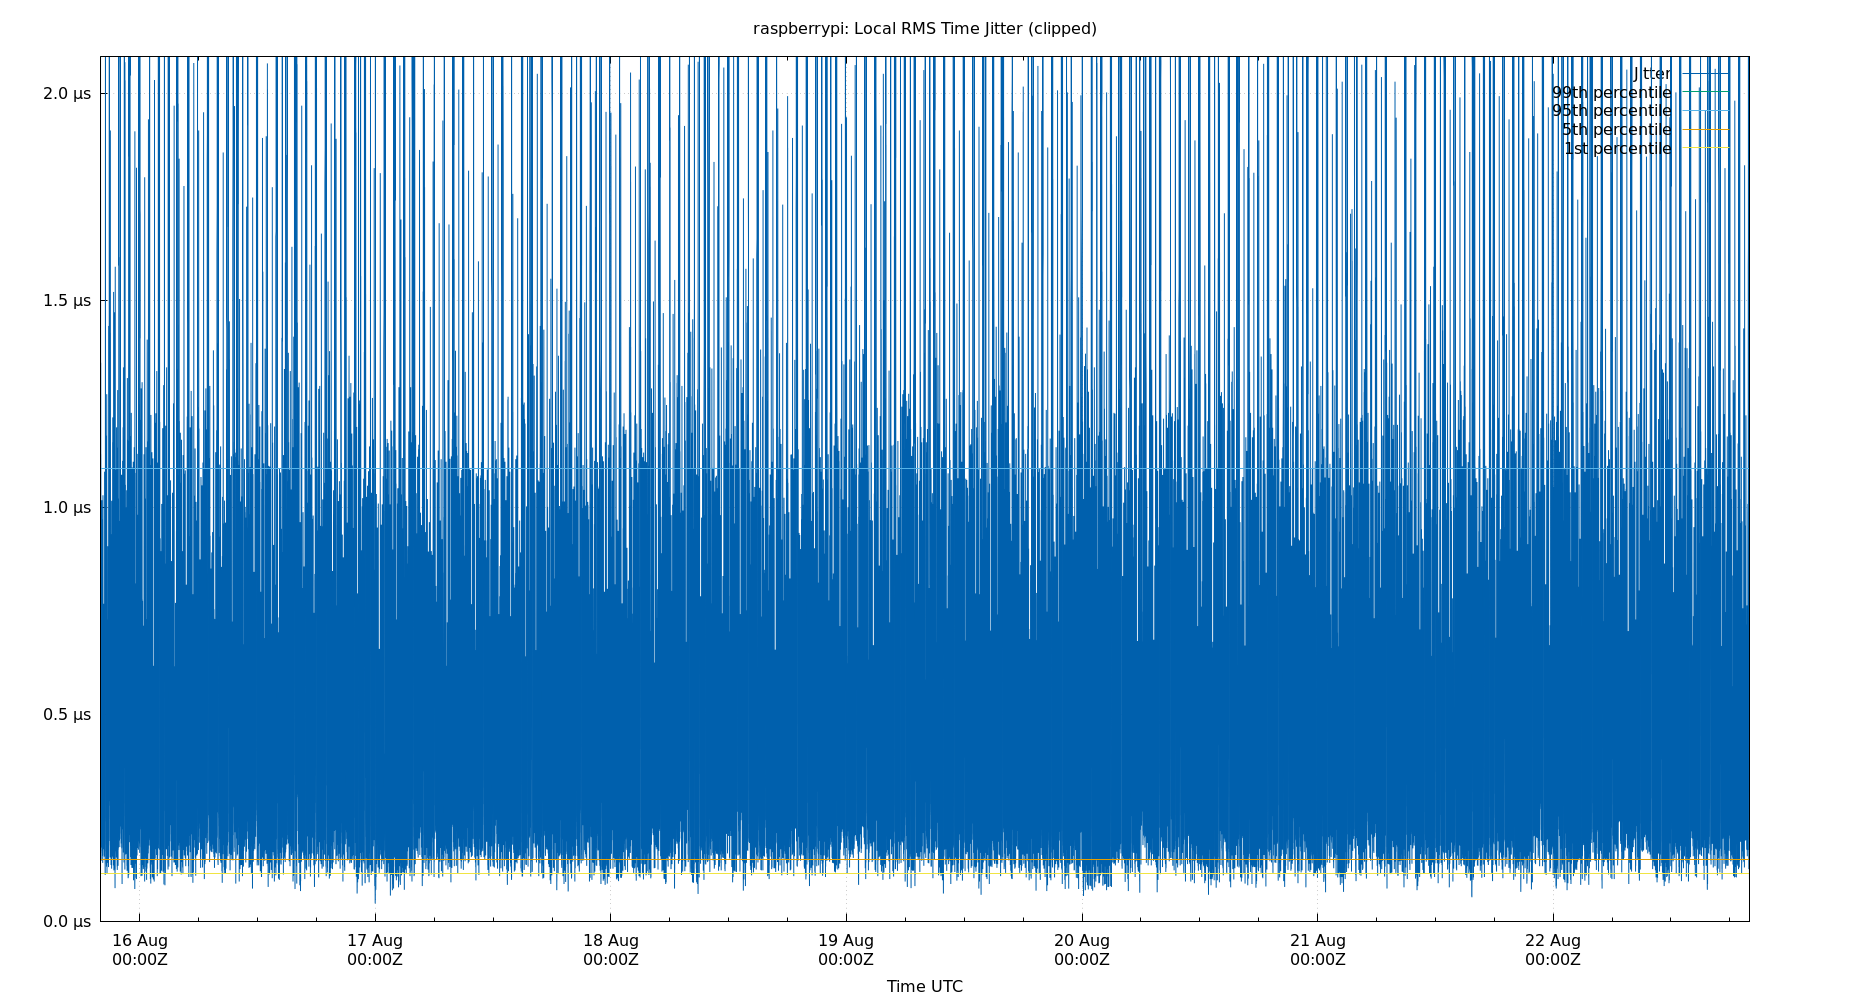 raspberrypi: Local RMS Time Jitter (clipped)
Jitter
99th percentile
95th percentile
5th percentile
1st percentile
2.0 µs
1.5 µs
1.0 µs
0.5 µs
0.0 µs
16 Aug 17 Aug 18 Aug 19 Aug 20 Aug 21 Aug 22 Aug
00:00Z 00:00Z 00:00Z 00:00Z 00:00Z 00:00Z 00:00Z
Time UTC